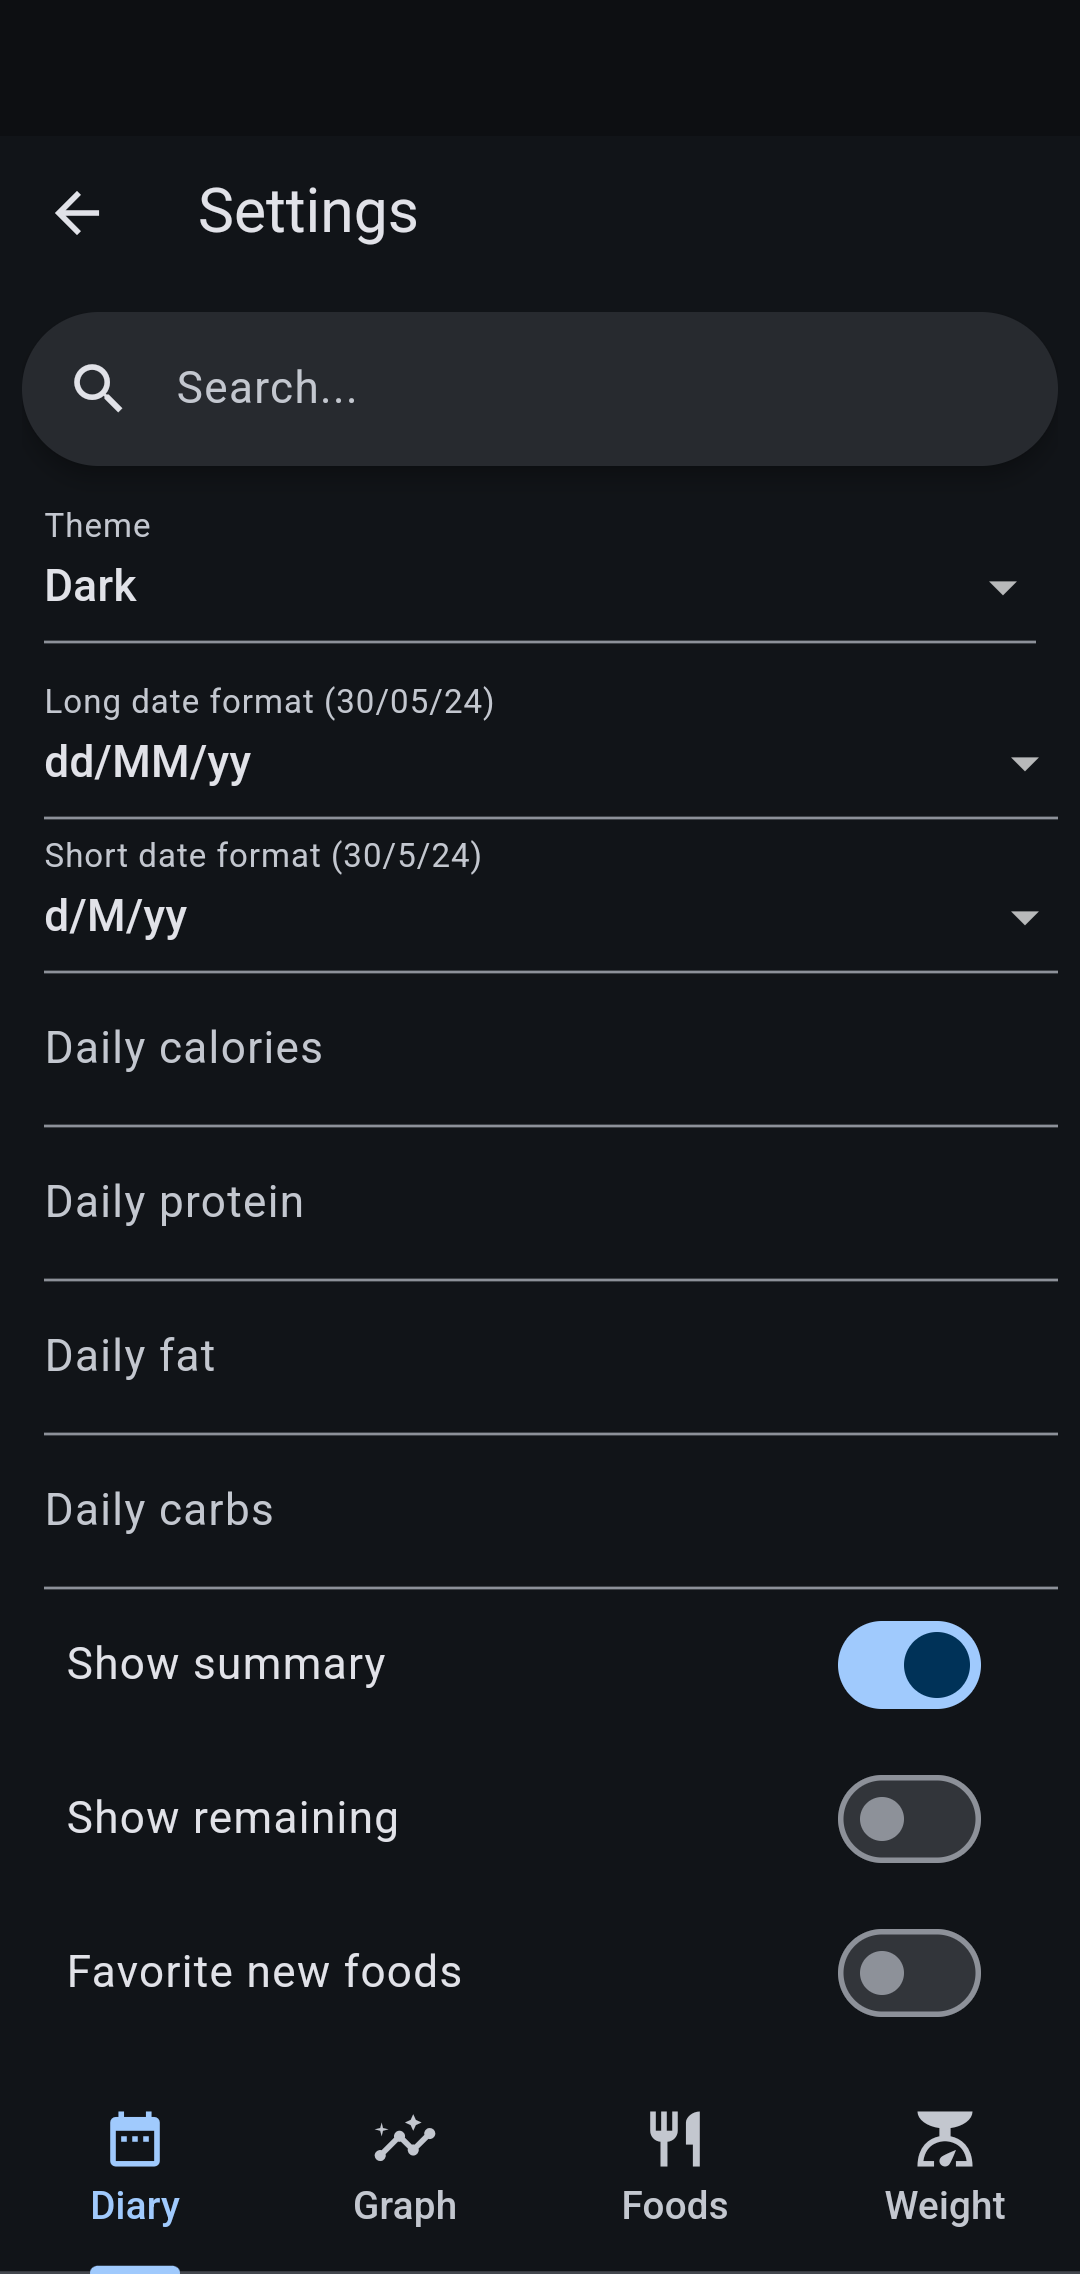 Settings
Search...
Theme
Dark
Long date format (30/05/24)
dd/MM/yy
Short date format (30/5/24)
d/M/yy
Daily calories
Daily protein
Daily fat
Daily carbs
Show summary
Show remaining
Favorite new foods
Diary
Graph
Foods
Weight